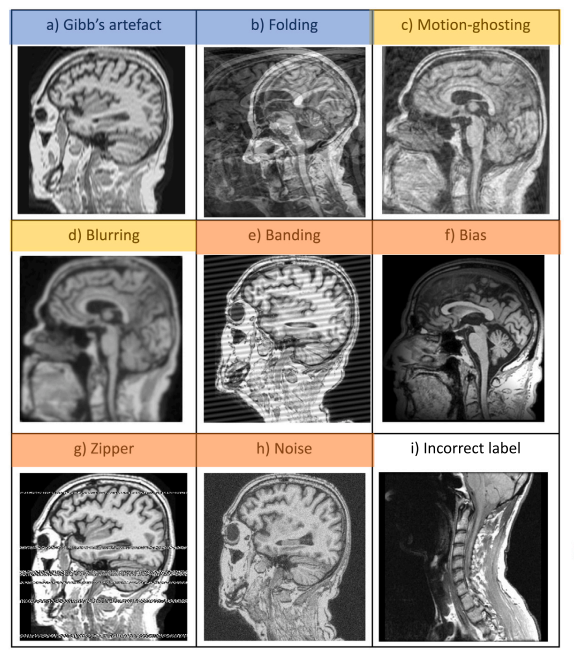 a) Gibb's artefact
b) Folding
c) Motion-ghosting
d) Blurring
e) Banding
f) Bias
g) Zipper
h) Noise
i) Incorrect label